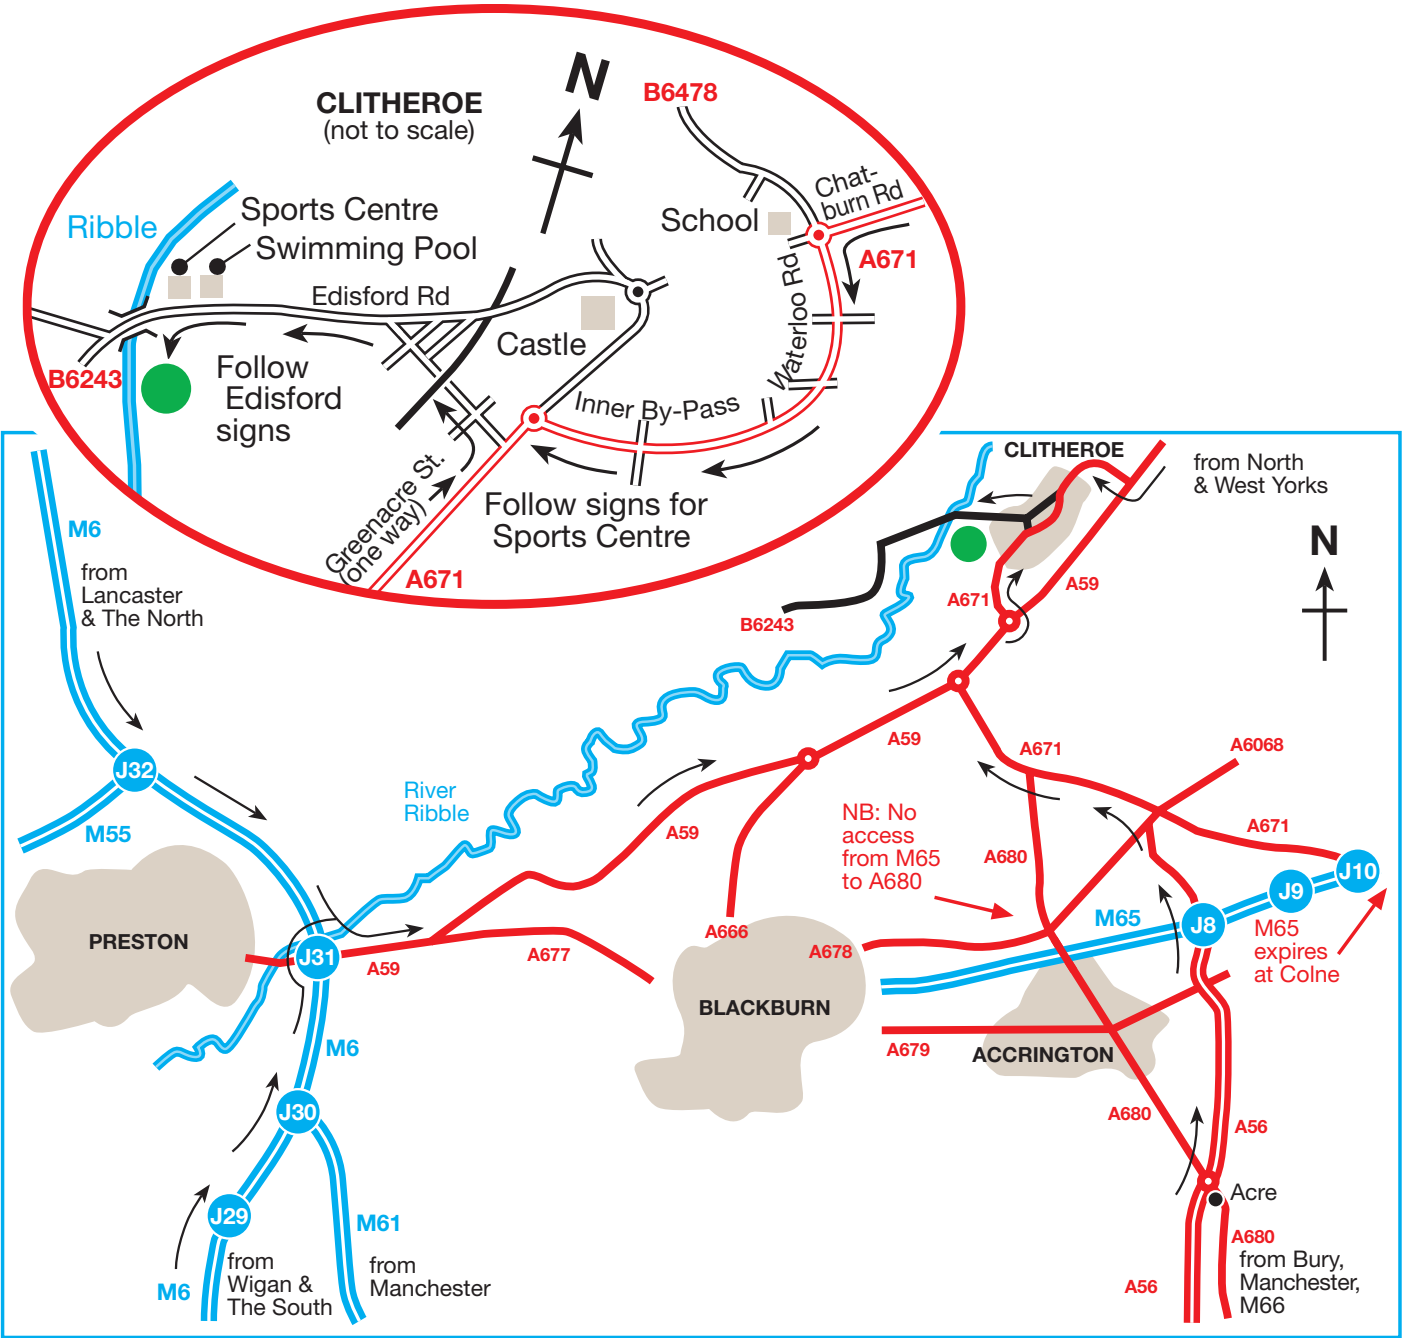 N
B6478
CLITHEROE
(not to scale)
Chat-
burn Rd
Sports Centre
School
Ribble
Swimming Pool
A671
Edisford Rd
Waterloo Rd
Castle
Follow
Edisford
signs
B6243
Inner By-Pass
Greenacre St.
(one way)
Follow signs for
Sports Centre
A671
CLITHEROE
from North
& West Yorks
M6
N
from
Lancaster
& The North
A59
A671
B6243
A59
A671
A6068
J32
River
Ribble
M55
A59
NB: No
access
from M65
to A680
A671
A680
J10
J9
M65
J8
A666
PRESTON
A678
M65
expires
at Colne
J31
A59
A677
BLACKBURN
M6
A679
ACCRINGTON
J30
A680
A56
Acre
J29
M61
A680
from
Wigan &
The South
from
Manchester
from Bury,
Manchester,
M66
M6
A56